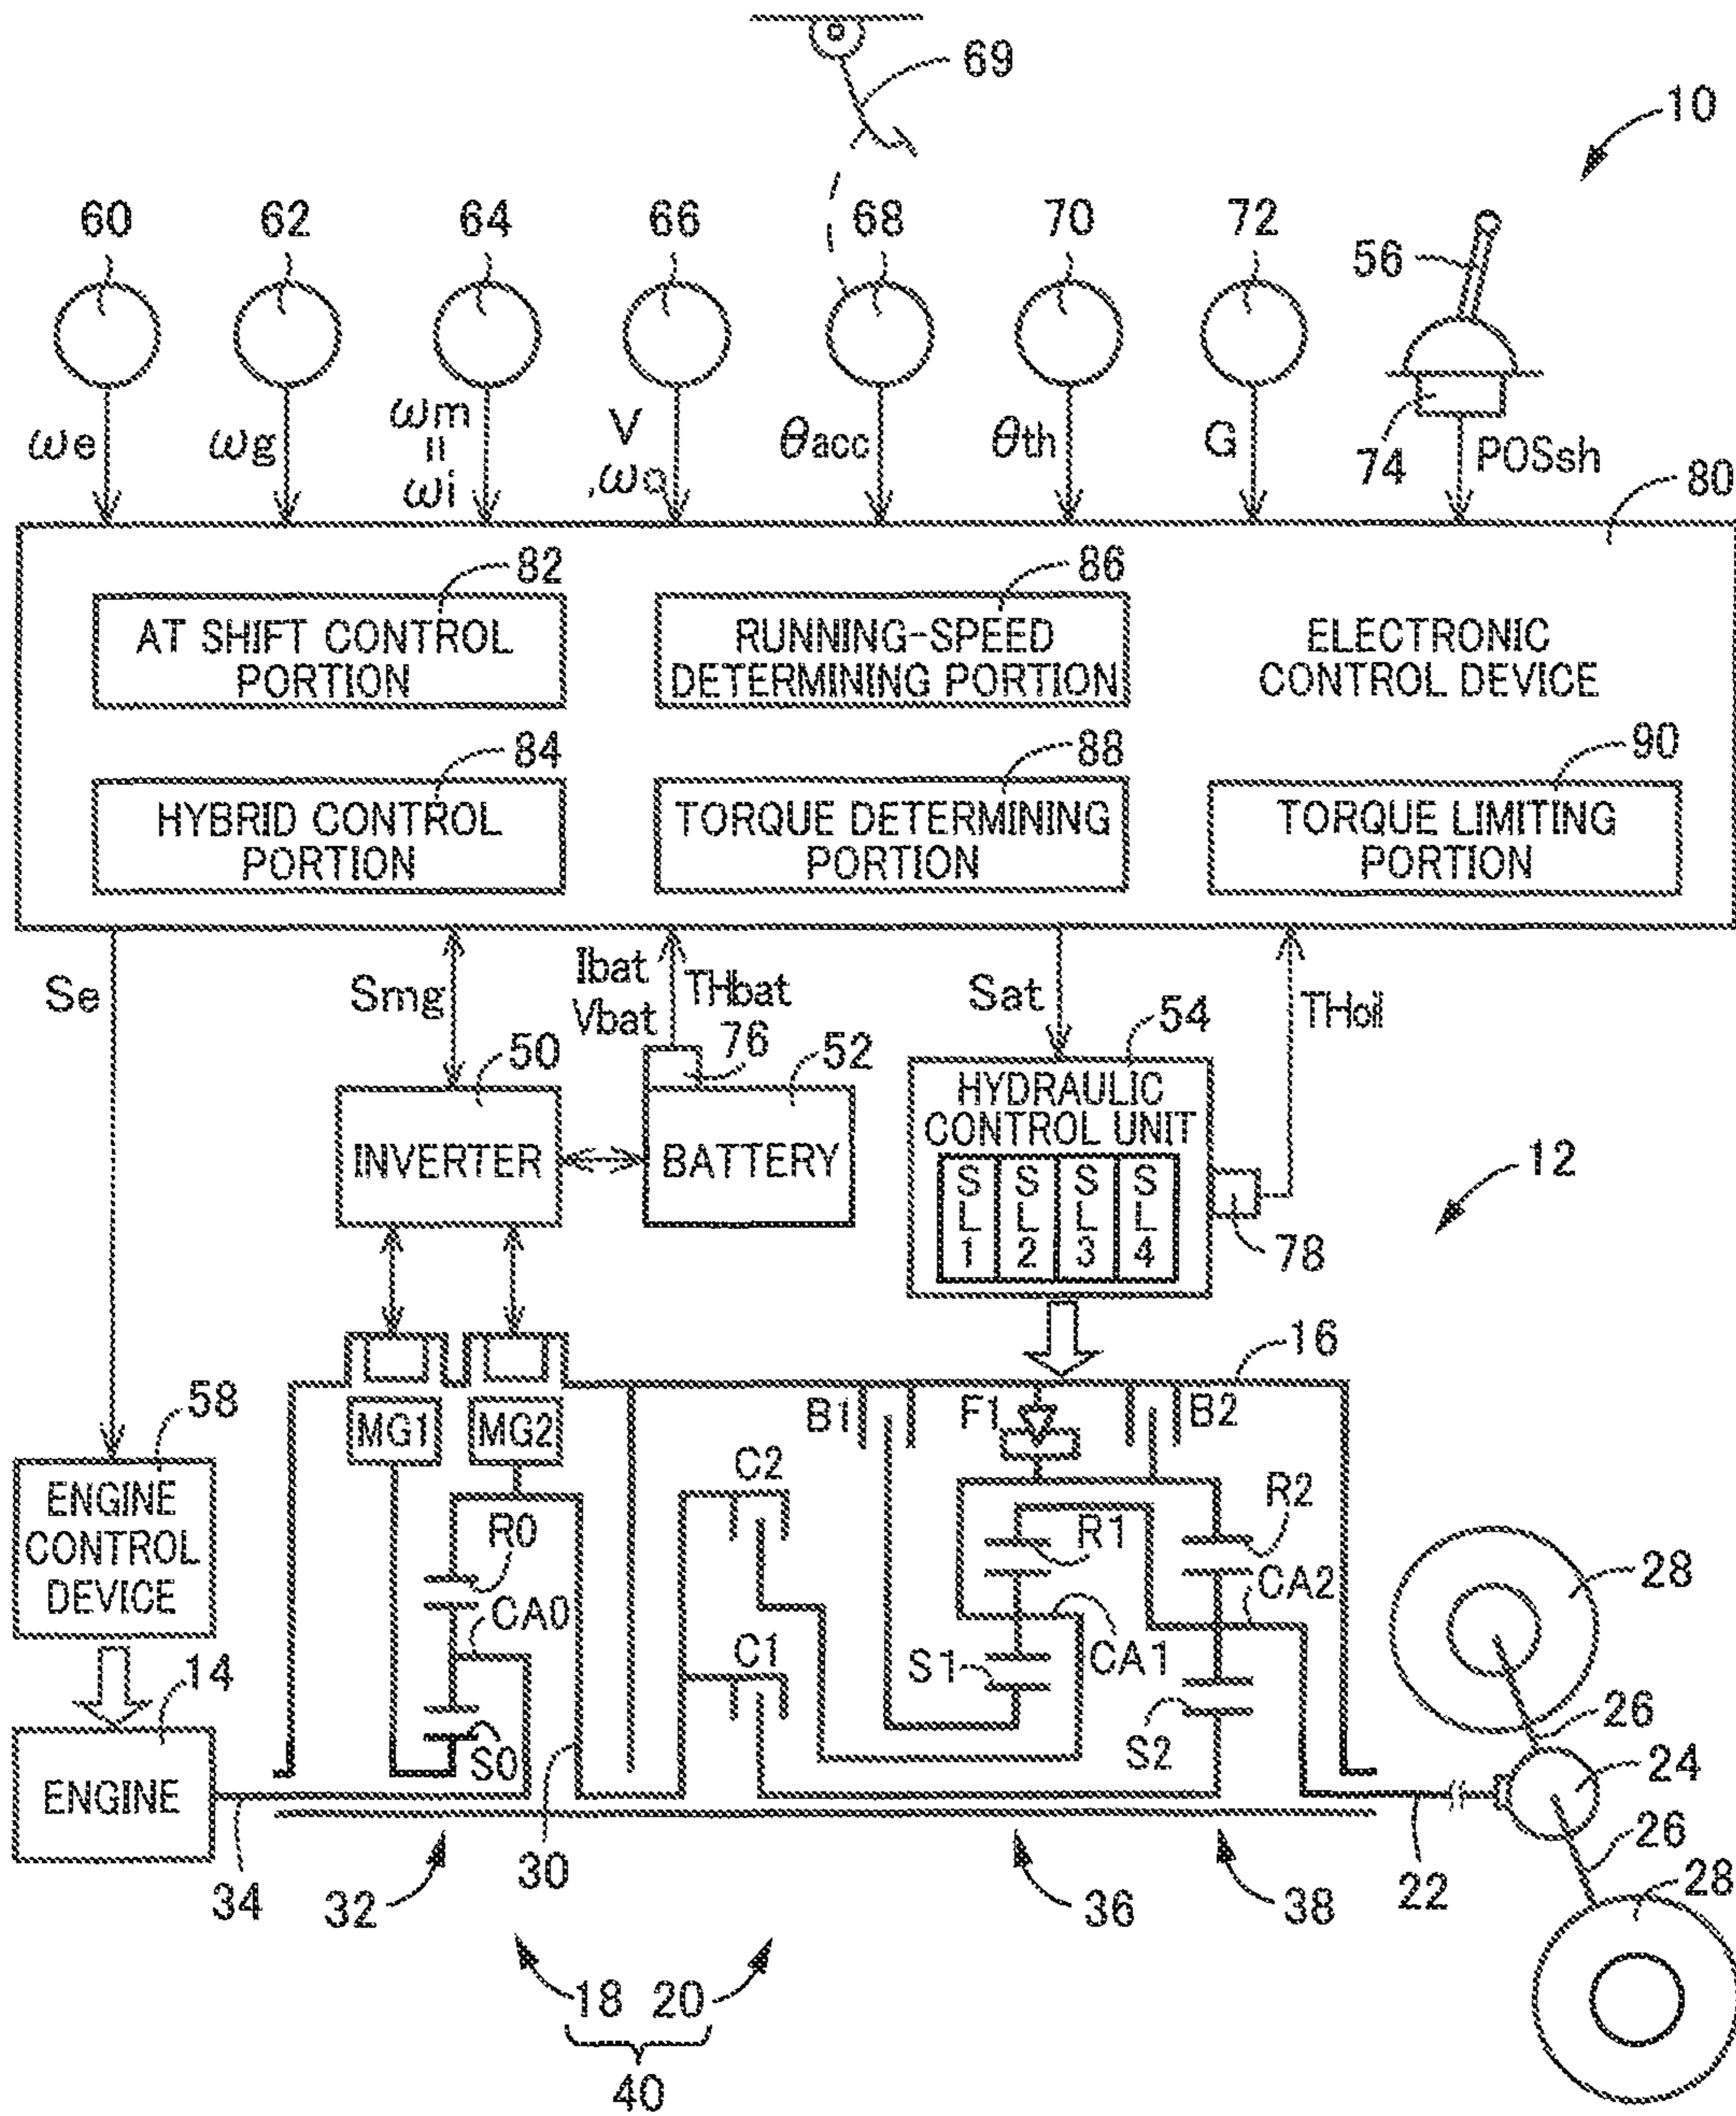 69
10
60 62 64 66 68 70 72
56
ωe
ωg
ωm
=
ωi
V
,ωo
θacc
θth
G
74
POSsh
80
82
AT SHIFT CONTROL
PORTION
86
RUNNING-SPEED
DETERMINING PORTION
ELECTRONIC
CONTROL DEVICE
84
HYBRID CONTROL
PORTION
88
TORQUE DETERMINING
PORTION
90
TORQUE LIMITING
PORTION
Se
Smg
Ibat
Vbat
THbat
76
Sat
54
THoil
50
INVERTER
52
BATTERY
HYDRAULIC
CONTROL UNIT
SL1
SL2
SL3
SL4
78
12
16
58
ENGINE
CONTROL
DEVICE
MG1
MG2
B1
F1
B2
C2
R0
R1
R2
CA0
CA2
28
C1
S1
CA1
14
ENGINE
S0
S2
26
24
34
32
30
36
38
22
26
28
18 20
40